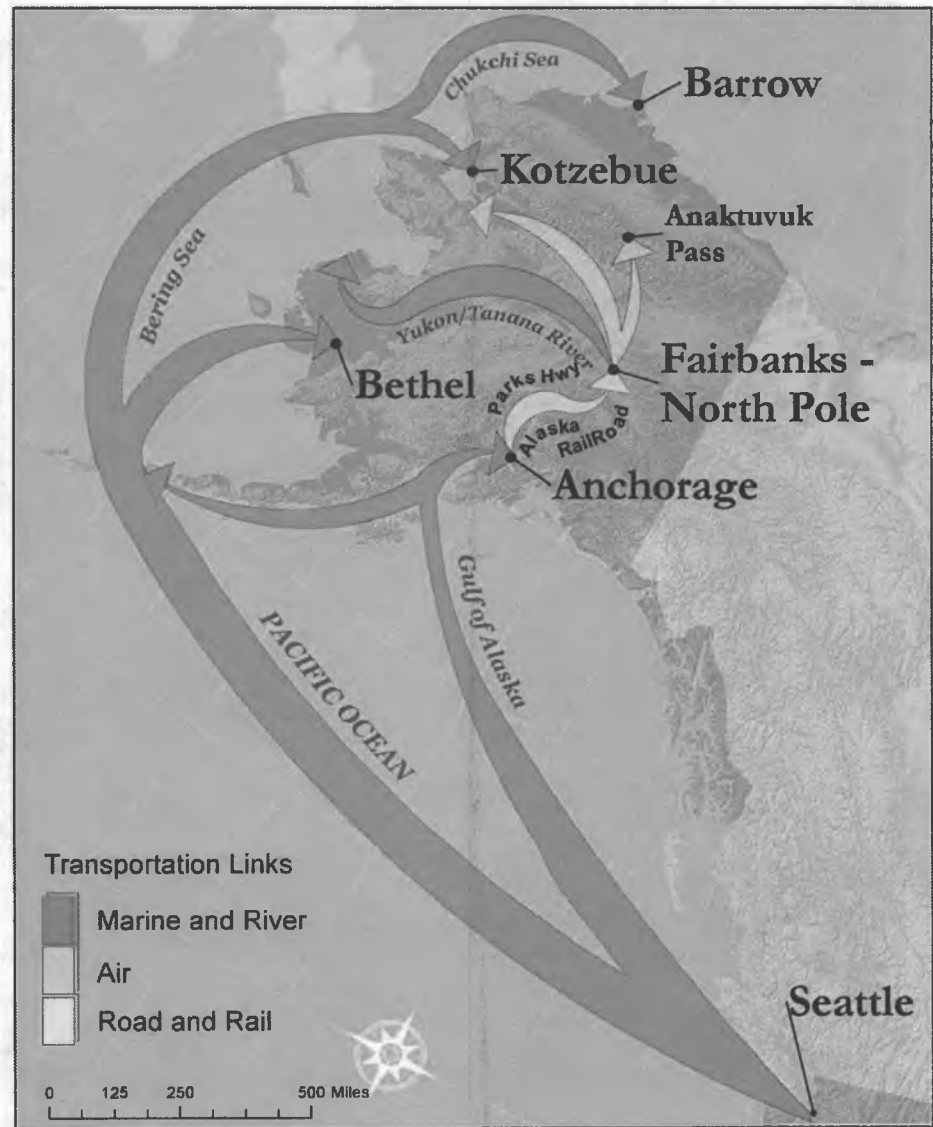 Chukchi Sea
Barrow
Kotzebue
Anaktuvuk
Pass
Bering Sea
Yukon/Tanana River
Bethel
Parks Hwy
Fairbanks -
North Pole
Alaska
RailRoad
Anchorage
Gulf of Alaska
PACIFIC OCEAN
Transportation Links
Marine and River
Air
Road and Rail
Seattle
0 125 250 500 Miles